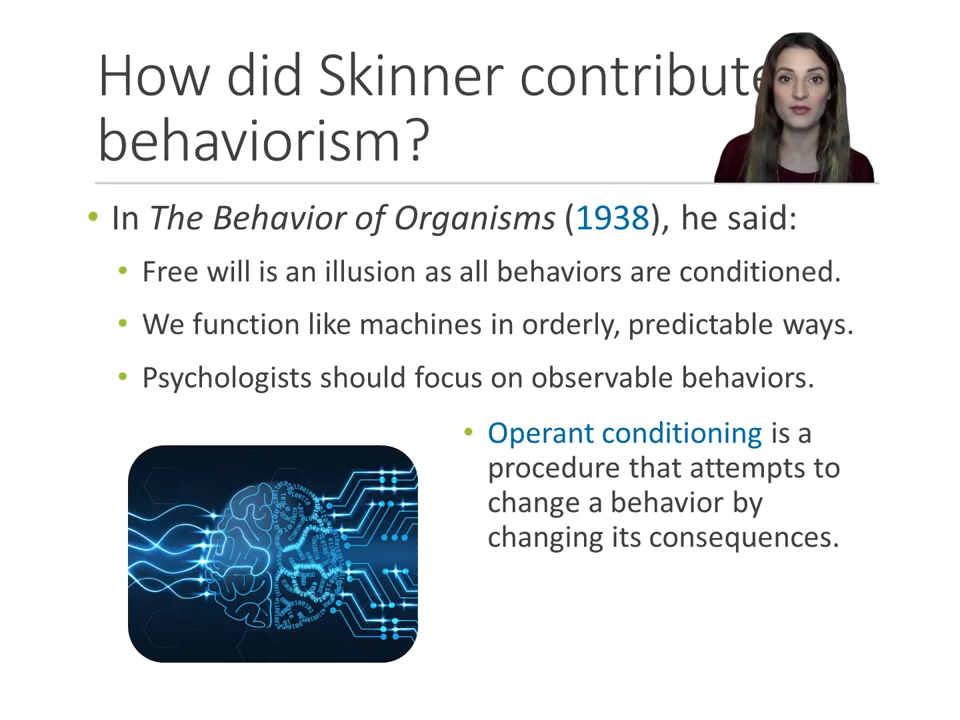 How did Skinner contribute
behaviorism?
• In The Behavior of Organisms (1938), he said:
• Free will is an illusion as all behaviors are conditioned.
• We function like machines in orderly, predictable ways.
• Psychologists should focus on observable behaviors.
• Operant conditioning is a
procedure that attempts to
change a behavior by
changing its consequences.